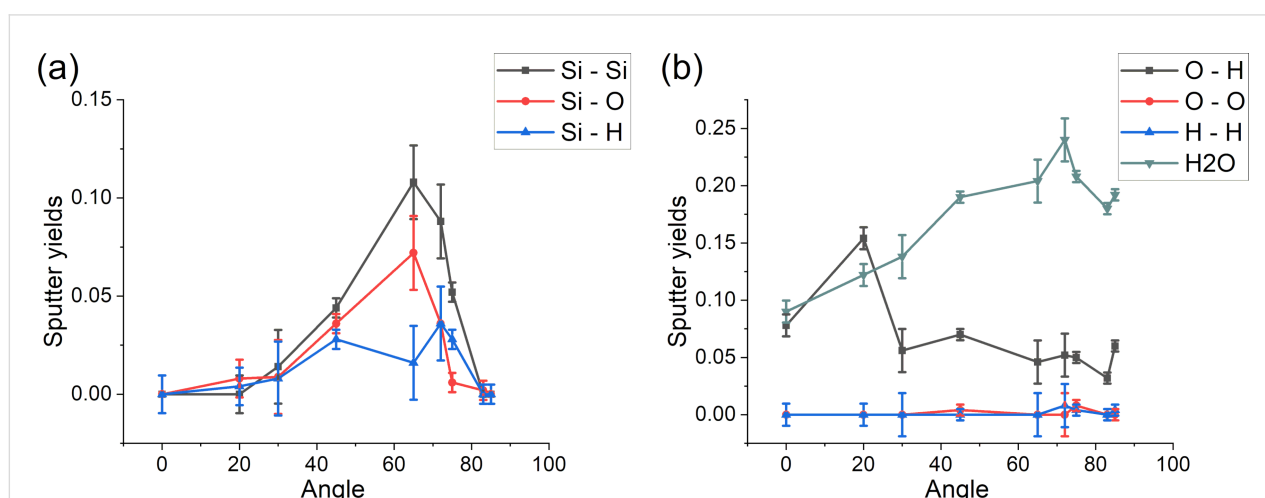 (a)
Si - Si
Si - O
Si - H
0.15
0.10
0.05
0.00
Sputter yields
0 20 40 60 80 100
Angle
(b)
O - H
O - O
H - H
H2O
0.25
0.20
0.15
0.10
0.05
0.00
Sputter yields
0 20 40 60 80 100
Angle